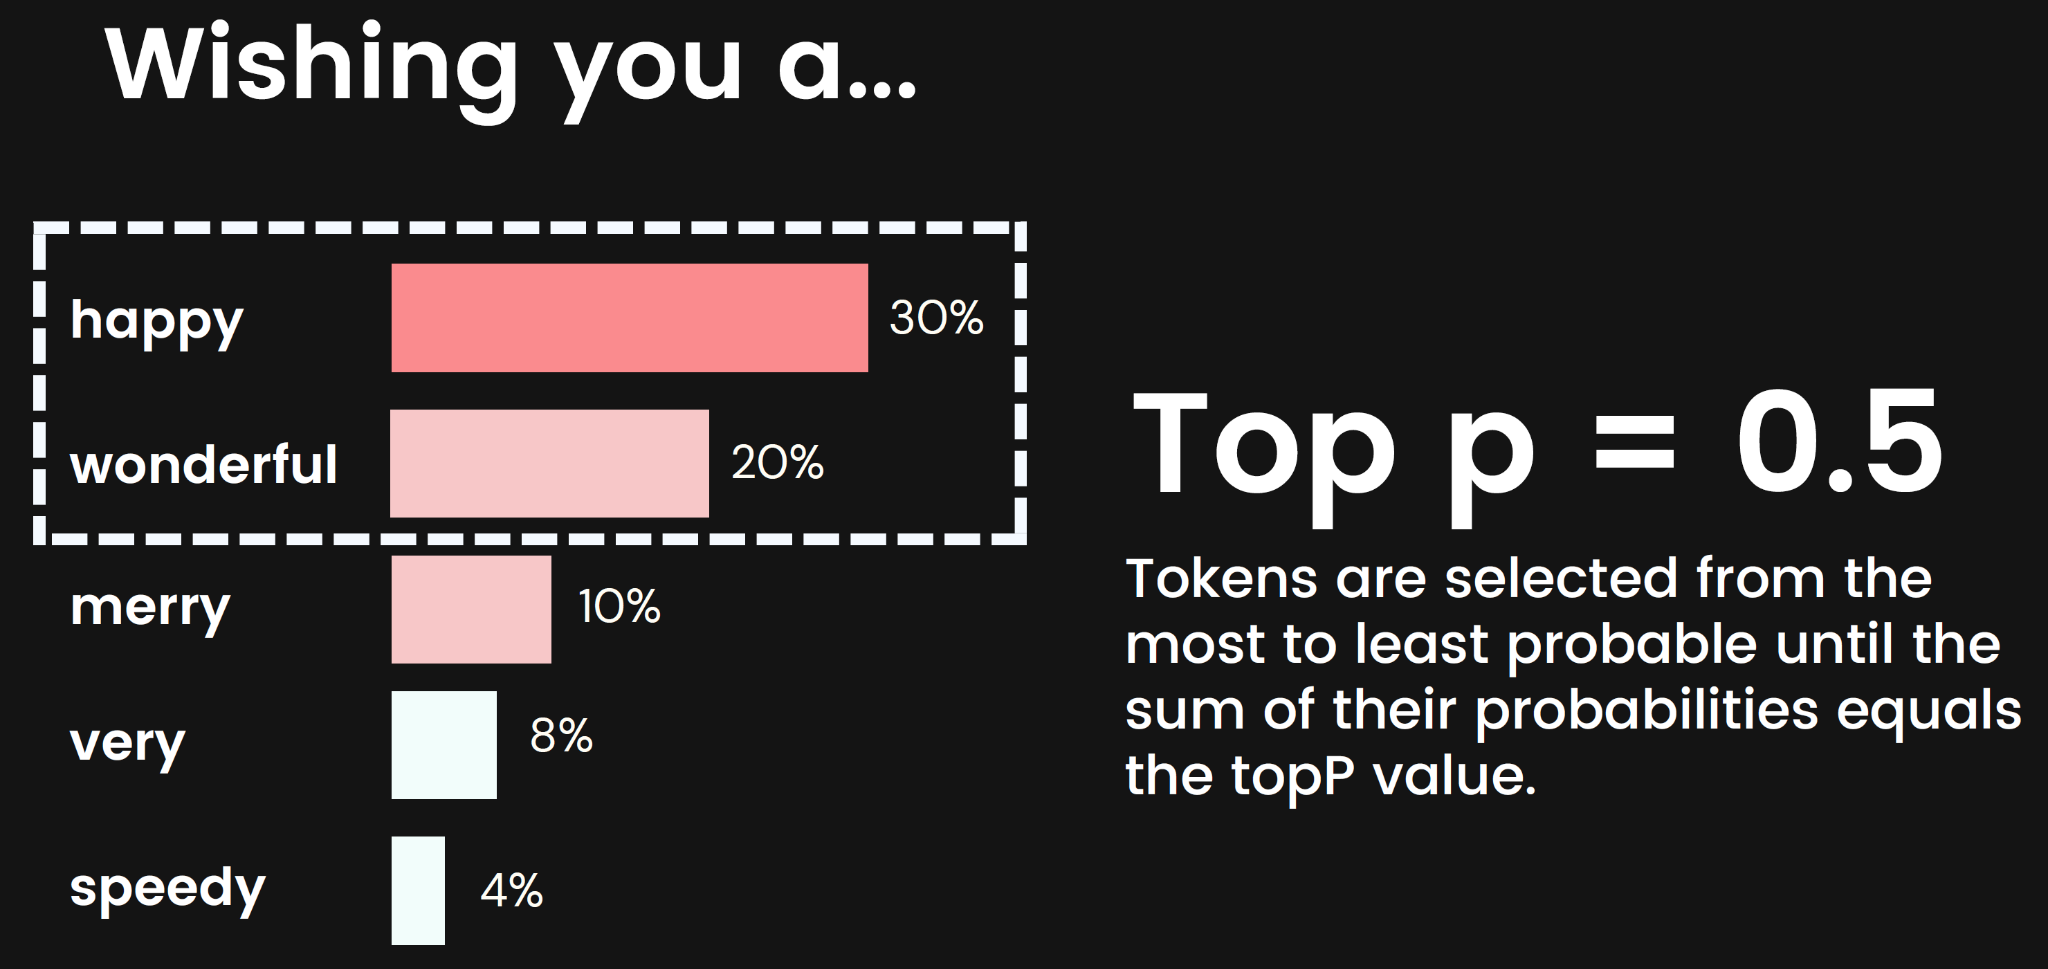 Wishing you a...
happy 30%
wonderful 20%
merry 10%
very 8%
speedy 4%
Top p = 0.5
Tokens are selected from the
most to least probable until the
sum of their probabilities equals
the topP value.